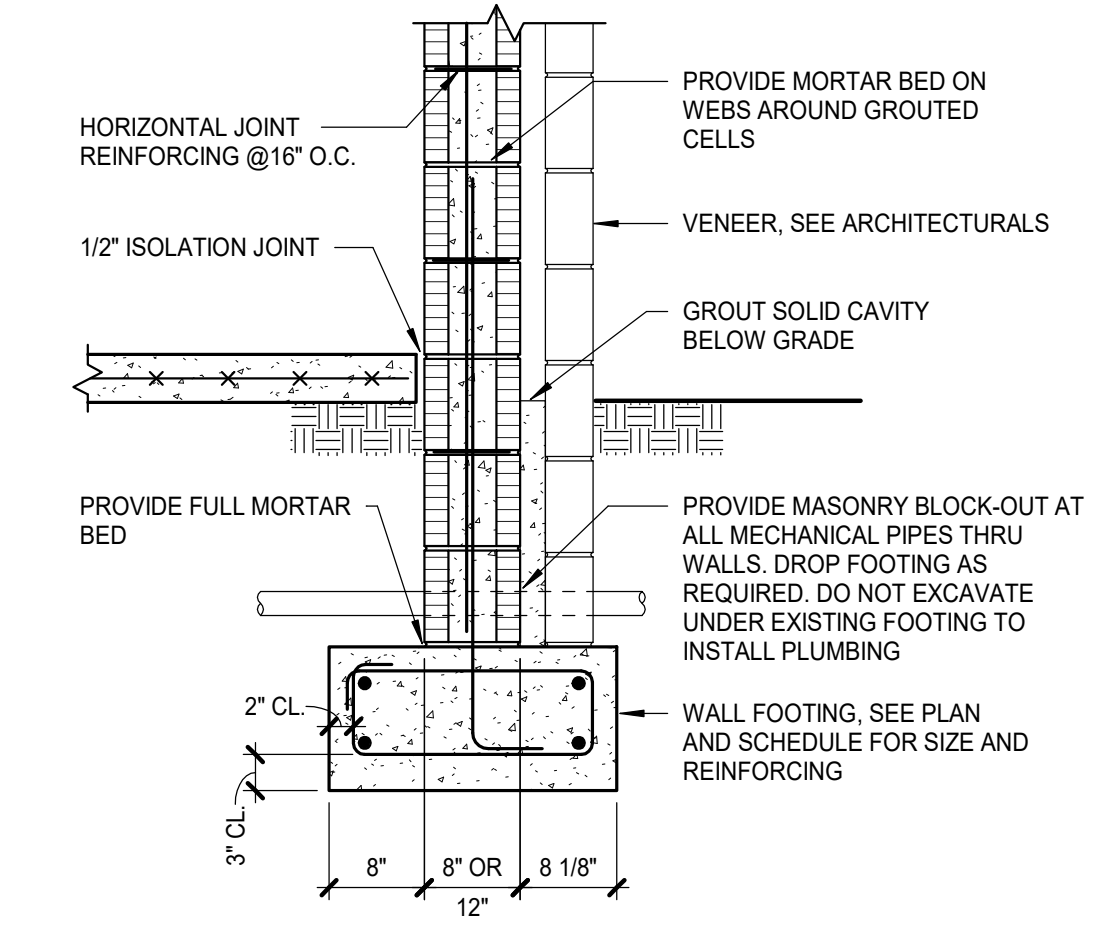 HORIZONTAL JOINT
REINFORCING @16" O.C.
1/2" ISOLATION JOINT
PROVIDE FULL MORTAR
BED
PROVIDE MORTAR BED ON
WEBS AROUND GROUTED
CELLS
VENEER, SEE ARCHITECTURALS
GROUT SOLID CAVITY
BELOW GRADE
PROVIDE MASONRY BLOCK-OUT AT
ALL MECHANICAL PIPES THRU
WALLS. DROP FOOTING AS
REQUIRED. DO NOT EXCAVATE
UNDER EXISTING FOOTING TO
INSTALL PLUMBING
WALL FOOTING, SEE PLAN
AND SCHEDULE FOR SIZE AND
REINFORCING
2" CL.
3" CL.
8"
8" OR
12"
8 1/8"